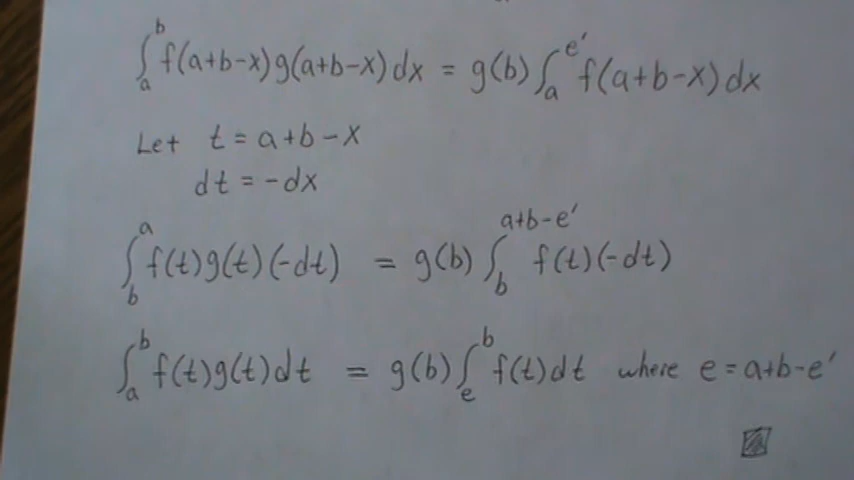 ∫_a^b f(a+b-x)g(a+b-x)dx = g(b)∫_a^e' f(a+b-x)dx
Let t = a+b-x
dt = -dx
∫_b^a f(t)g(t)(-dt) = g(b)∫_b^{a+b-e'} f(t)(-dt)
∫_a^b f(t)g(t)dt = g(b)∫_e^b f(t)dt where e = a+b-e'